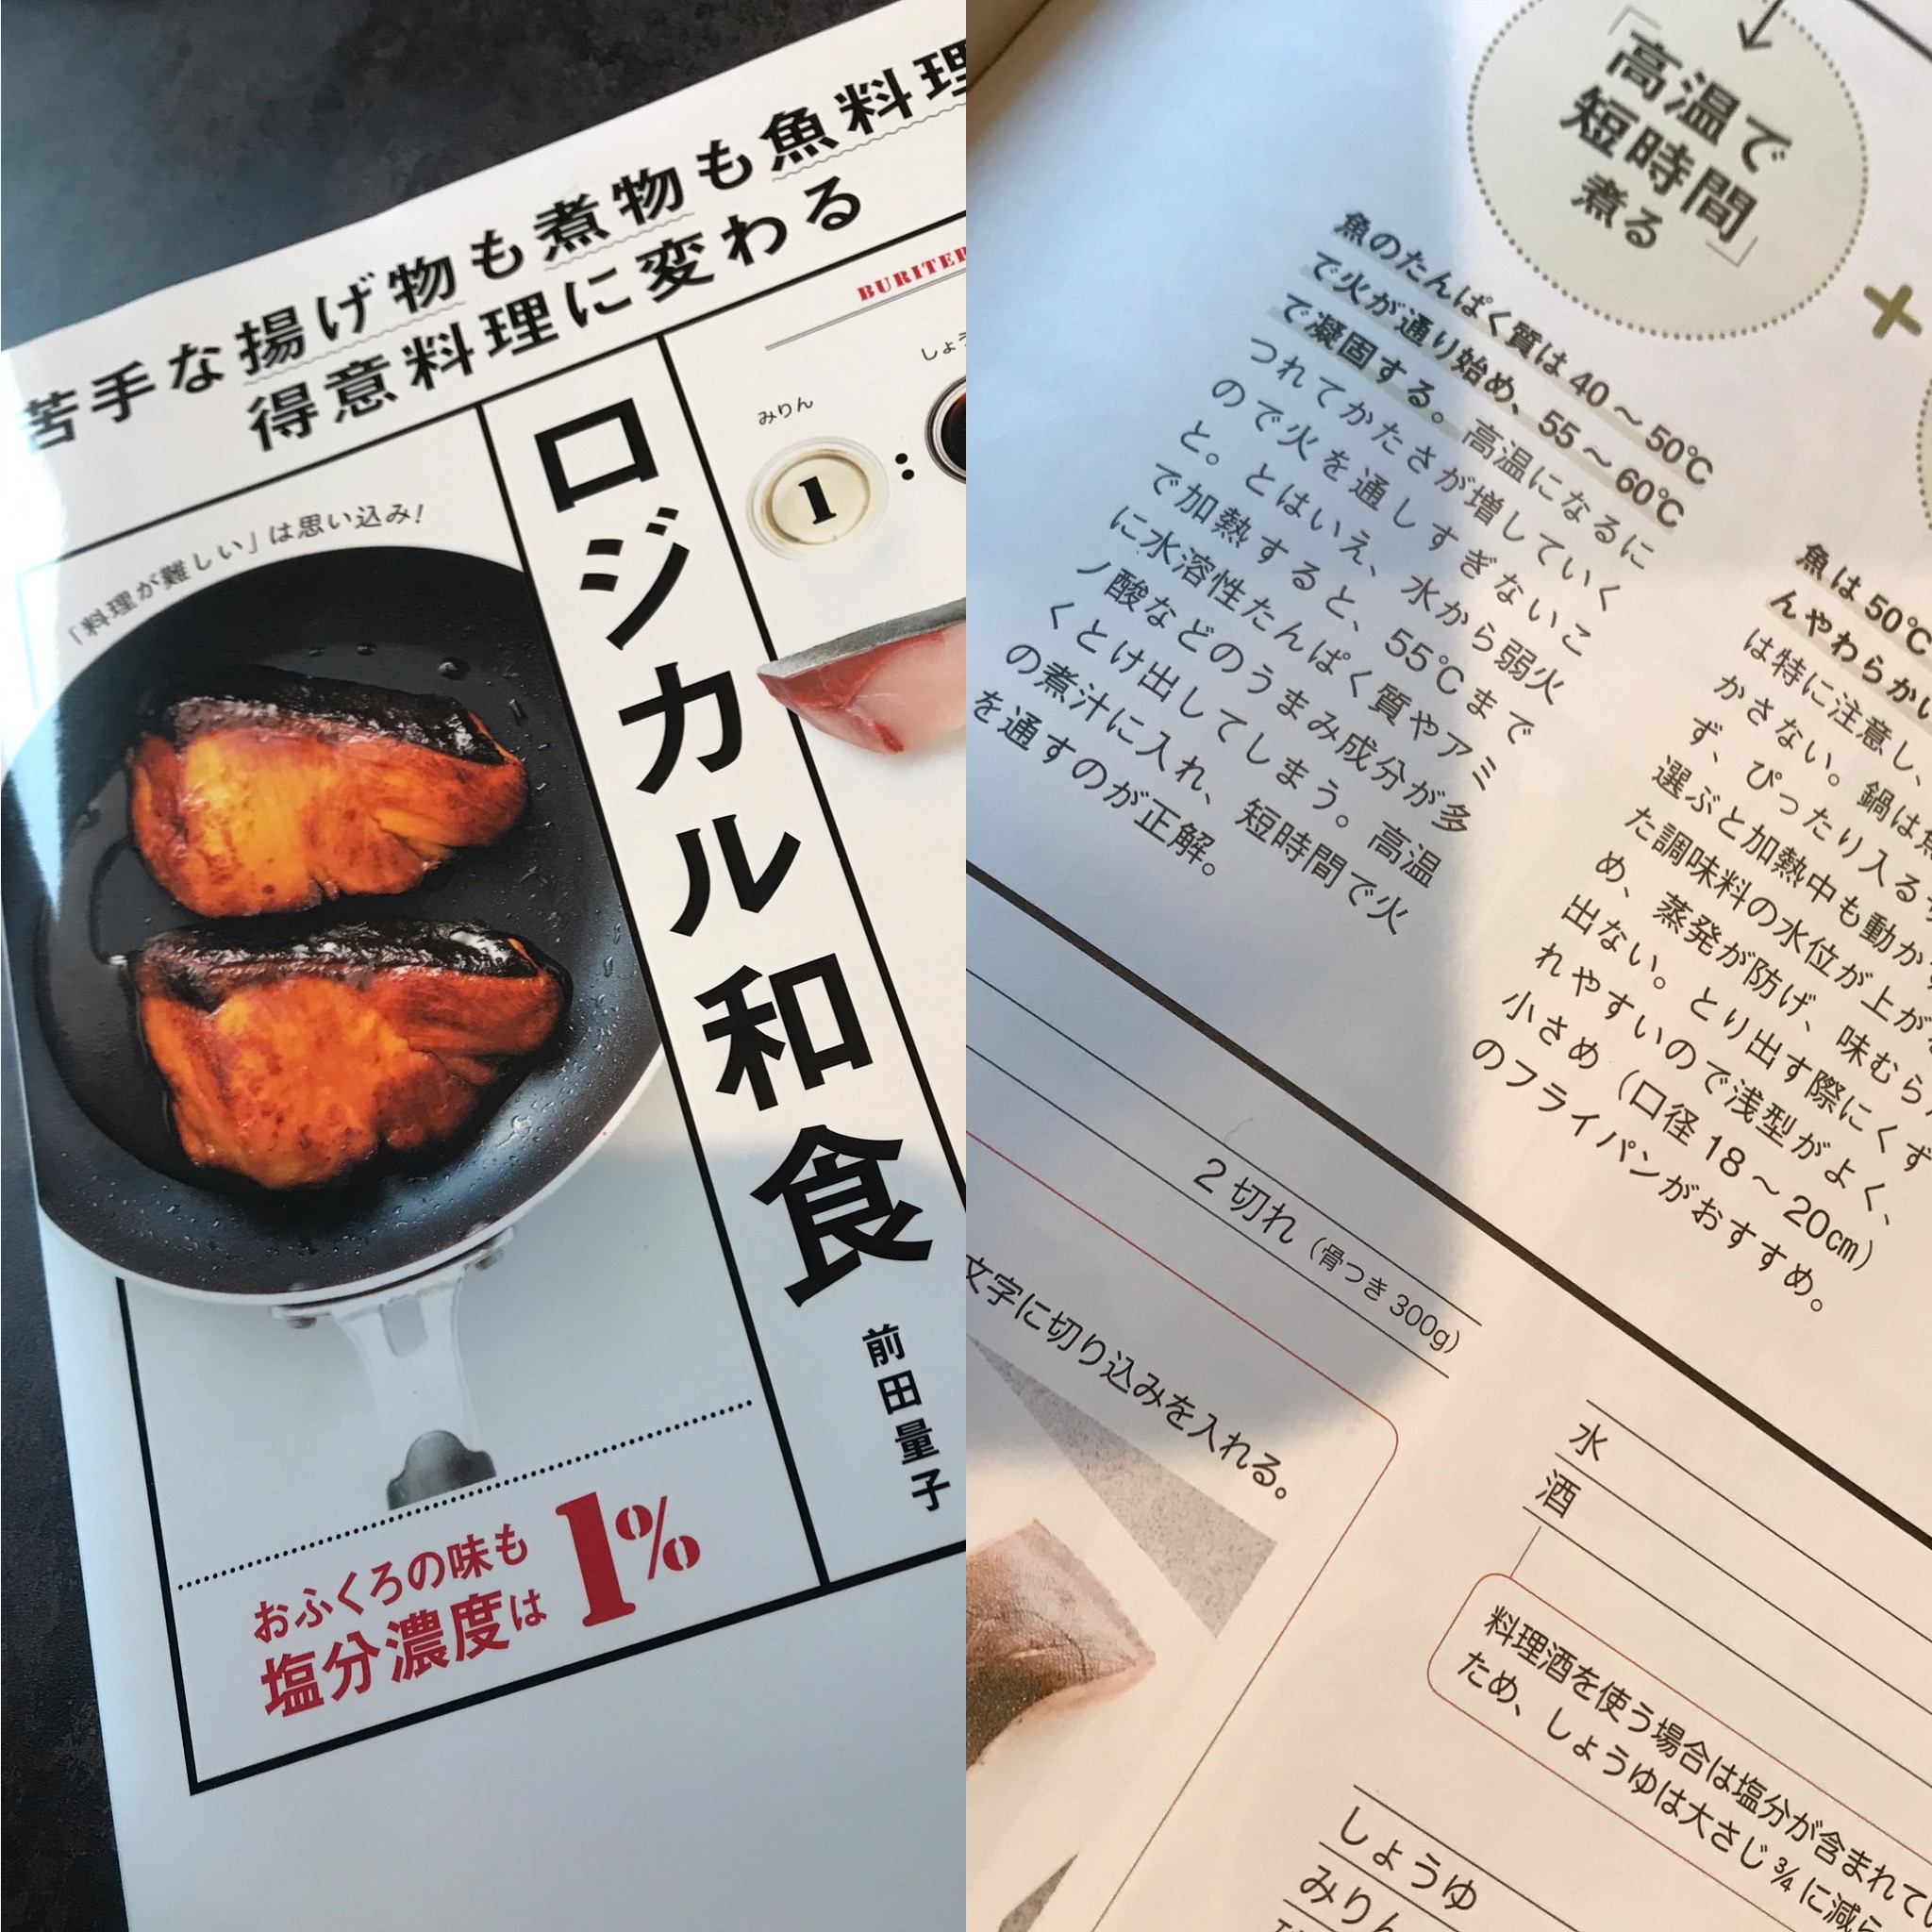 苦手な揚げ物も煮物も魚料理
得意料理に変わる
「料理が難しい」は思い込み!
ロジカル和食
前田量子
みりん
1
:
おふくろの味も
塩分濃度は1%
「高温で
短時間」
煮る
+
魚のたんぱく質は40〜50℃
で火が通り始め、55〜60℃
で凝固する。高温になるに
つれてかたさが増していく
ので火を通しすぎないこ
と。とはいえ、水から弱火
で加熱すると、55℃まで
に水溶性たんぱく質やアミ
ノ酸などのうまみ成分が多
くとけ出してしまう。高温
の煮汁に入れ、短時間で火
を通すのが正解。
魚は50℃
んやわらかい
は特に注意し、
かさない。鍋は
ず、ぴったり入る
選ぶと加熱中も動か
た調味料の水位が上が
め、蒸発が防げ、味むら
出ない。とり出す際にくず
れやすいので浅型がよく、
小さめ（口径18〜20㎝）
のフライパンがおすすめ。
2切れ（骨つき300g）
文字に切り込みを入れる。
水
酒
料理酒を使う場合は塩分が含まれて
ため、しょうゆは大さじ¾に減ら
しょうゆ
みりん